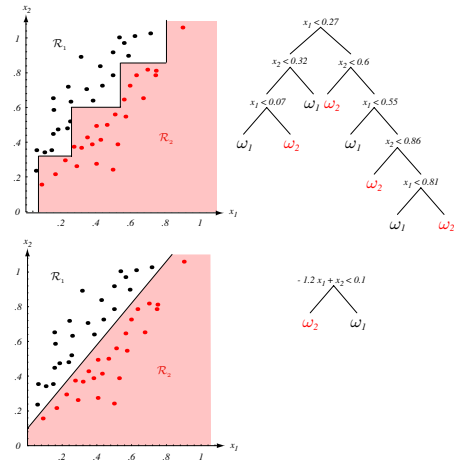 x2
1
.8
.6
.4
.2
0
R1
R2
.2 .4 .6 .8 1 x1
x1 < 0.27
x2 < 0.32 x2 < 0.6
x1 < 0.07 ω1 ω2 x1 < 0.55
ω1 ω2 x2 < 0.86
ω2 x1 < 0.81
ω1 ω2
x2
1
.8
.6
.4
.2
0
R1
R2
.2 .4 .6 .8 1 x1
- 1.2 x1 + x2 < 0.1
ω2 ω1